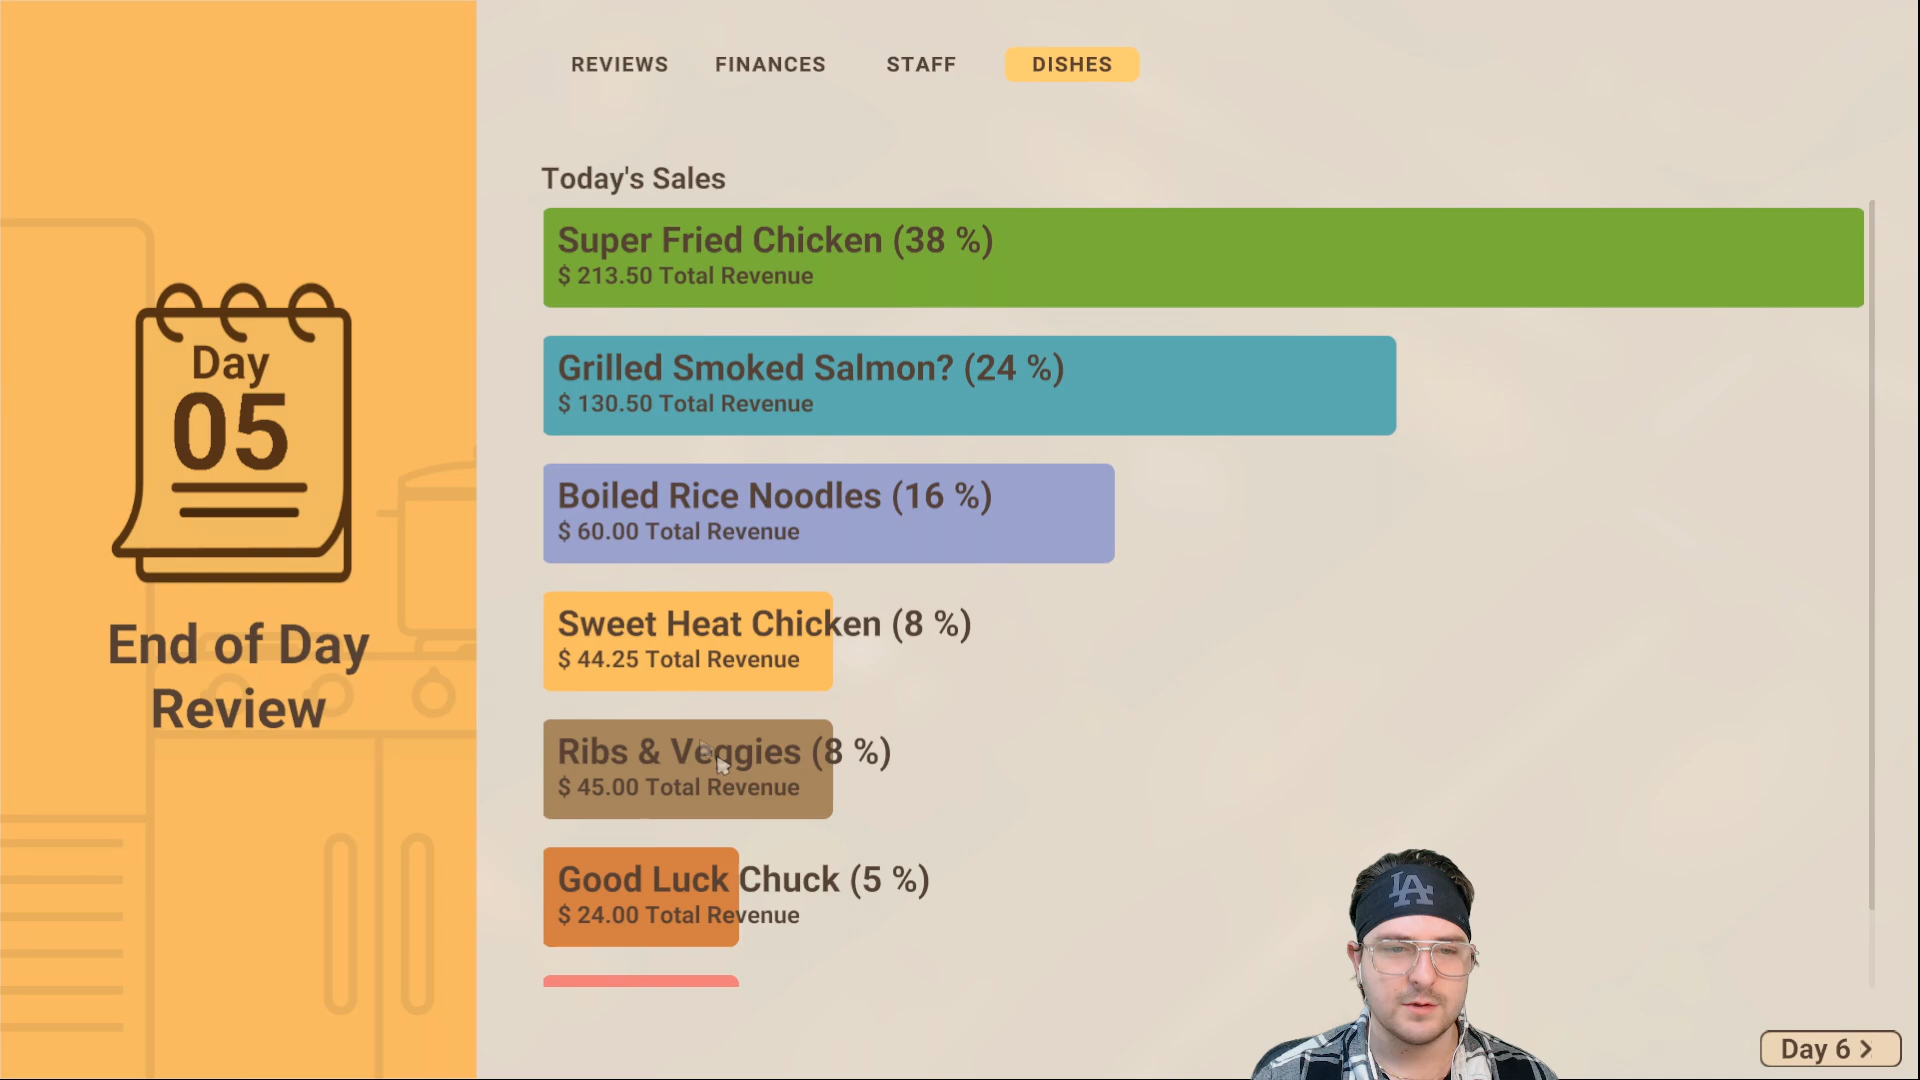 REVIEWS
FINANCES
STAFF
DISHES
Today's Sales
Super Fried Chicken (38 %)
$ 213.50 Total Revenue
Grilled Smoked Salmon? (24 %)
$ 130.50 Total Revenue
Boiled Rice Noodles (16 %)
$ 60.00 Total Revenue
Sweet Heat Chicken (8 %)
$ 44.25 Total Revenue
Ribs & Veggies (8 %)
$ 45.00 Total Revenue
Good Luck Chuck (5 %)
$ 24.00 Total Revenue
Day
05
End of Day
Review
LA
Day 6 >